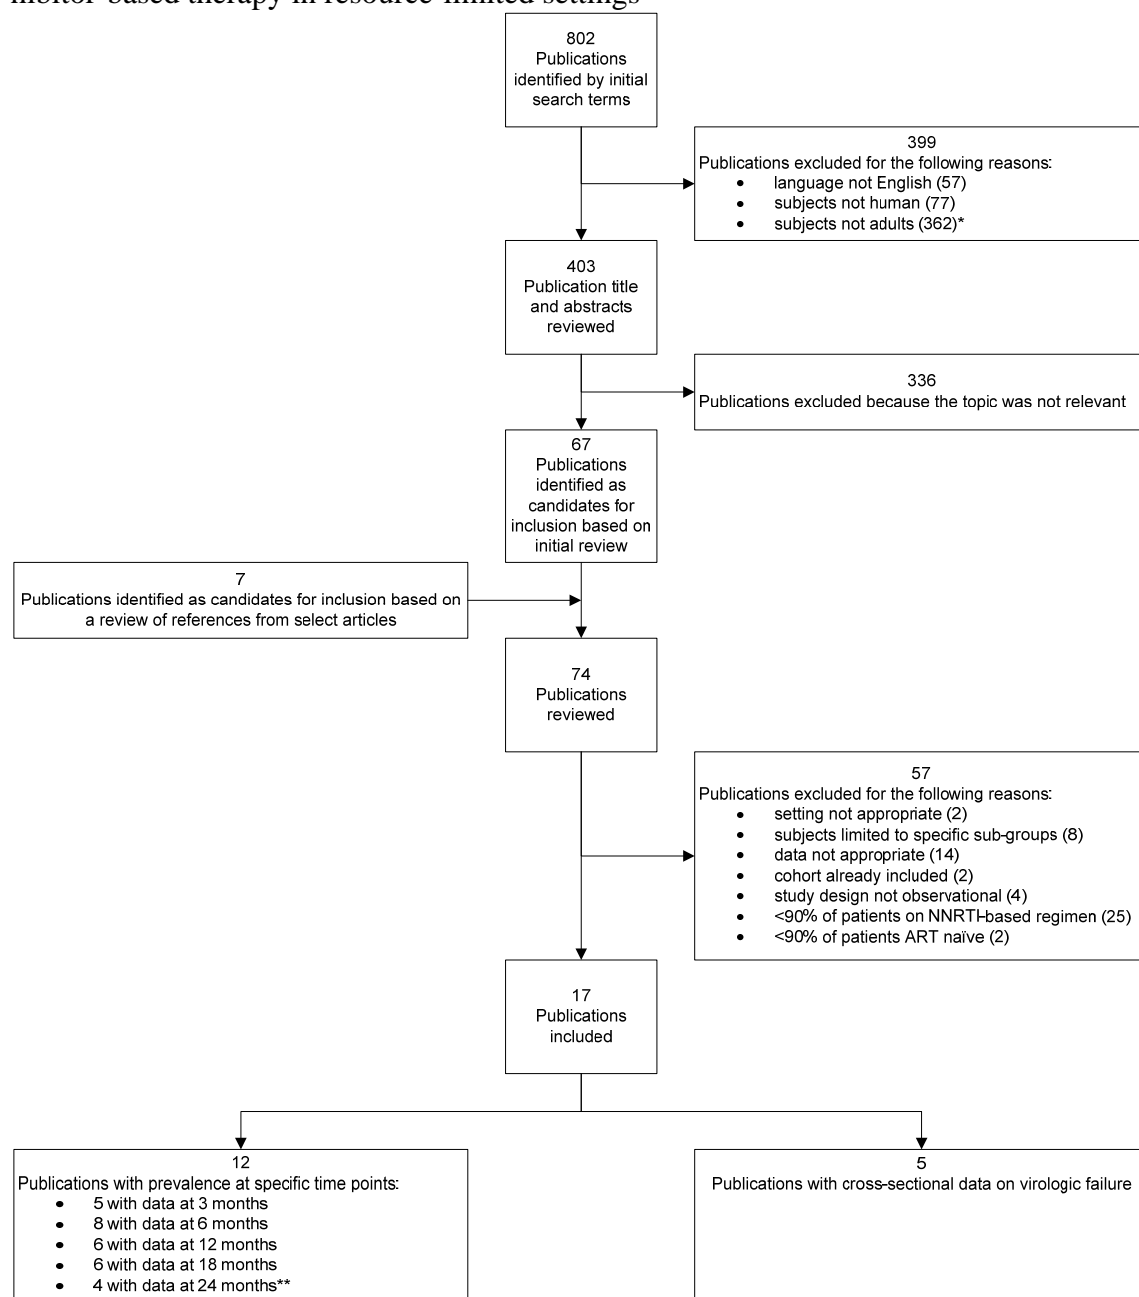 nibitor-based therapy in resource-limited settings
802
Publications
identified by initial
search terms
399
Publications excluded for the following reasons:
• language not English (57)
• subjects not human (77)
• subjects not adults (362)*
403
Publication title
and abstracts
reviewed
336
Publications excluded because the topic was not relevant
67
Publications
identified as
candidates for
inclusion based on
initial review
7
Publications identified as candidates for inclusion based on
a review of references from select articles
74
Publications
reviewed
57
Publications excluded for the following reasons:
• setting not appropriate (2)
• subjects limited to specific sub-groups (8)
• data not appropriate (14)
• cohort already included (2)
• study design not observational (4)
• <90% of patients on NNRTI-based regimen (25)
• <90% of patients ART naïve (2)
17
Publications
included
12
Publications with prevalence at specific time points:
• 5 with data at 3 months
• 8 with data at 6 months
• 6 with data at 12 months
• 6 with data at 18 months
• 4 with data at 24 months**
5
Publications with cross-sectional data on virologic failure